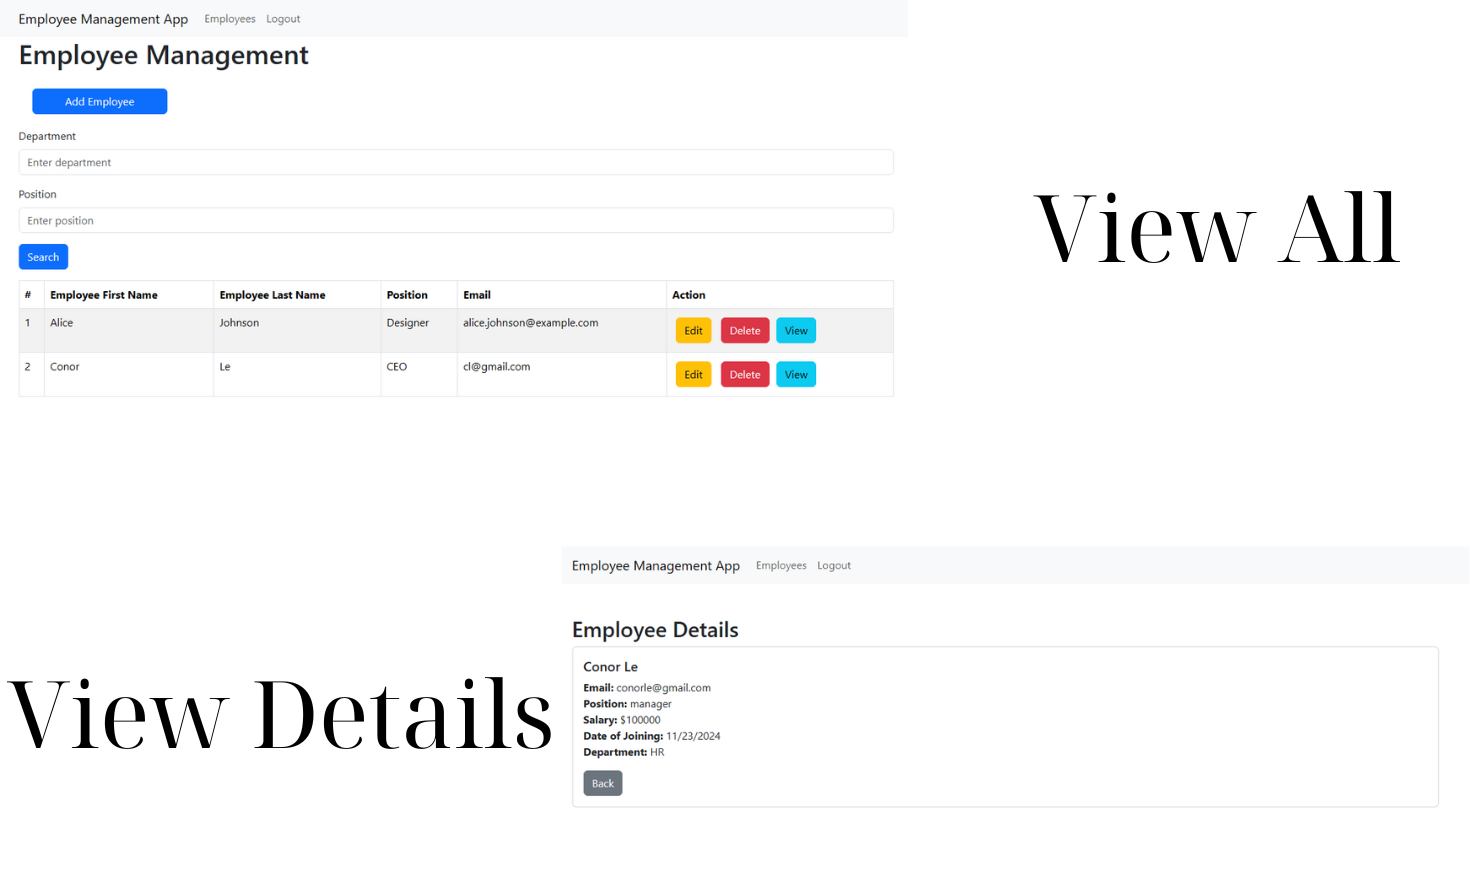 Employee Management App Employees Logout
Employee Management
Add Employee
Department
Enter department
Position
Enter position
Search
# Employee First Name Employee Last Name Position Email Action
1 Alice Johnson Designer alice.johnson@example.com Edit Delete View
2 Conor Le CEO cl@gmail.com Edit Delete View
View All
Employee Management App Employees Logout
Employee Details
Conor Le
Email: conorle@gmail.com
Position: manager
Salary: $100000
Date of Joining: 11/23/2024
Department: HR
Back
View Details